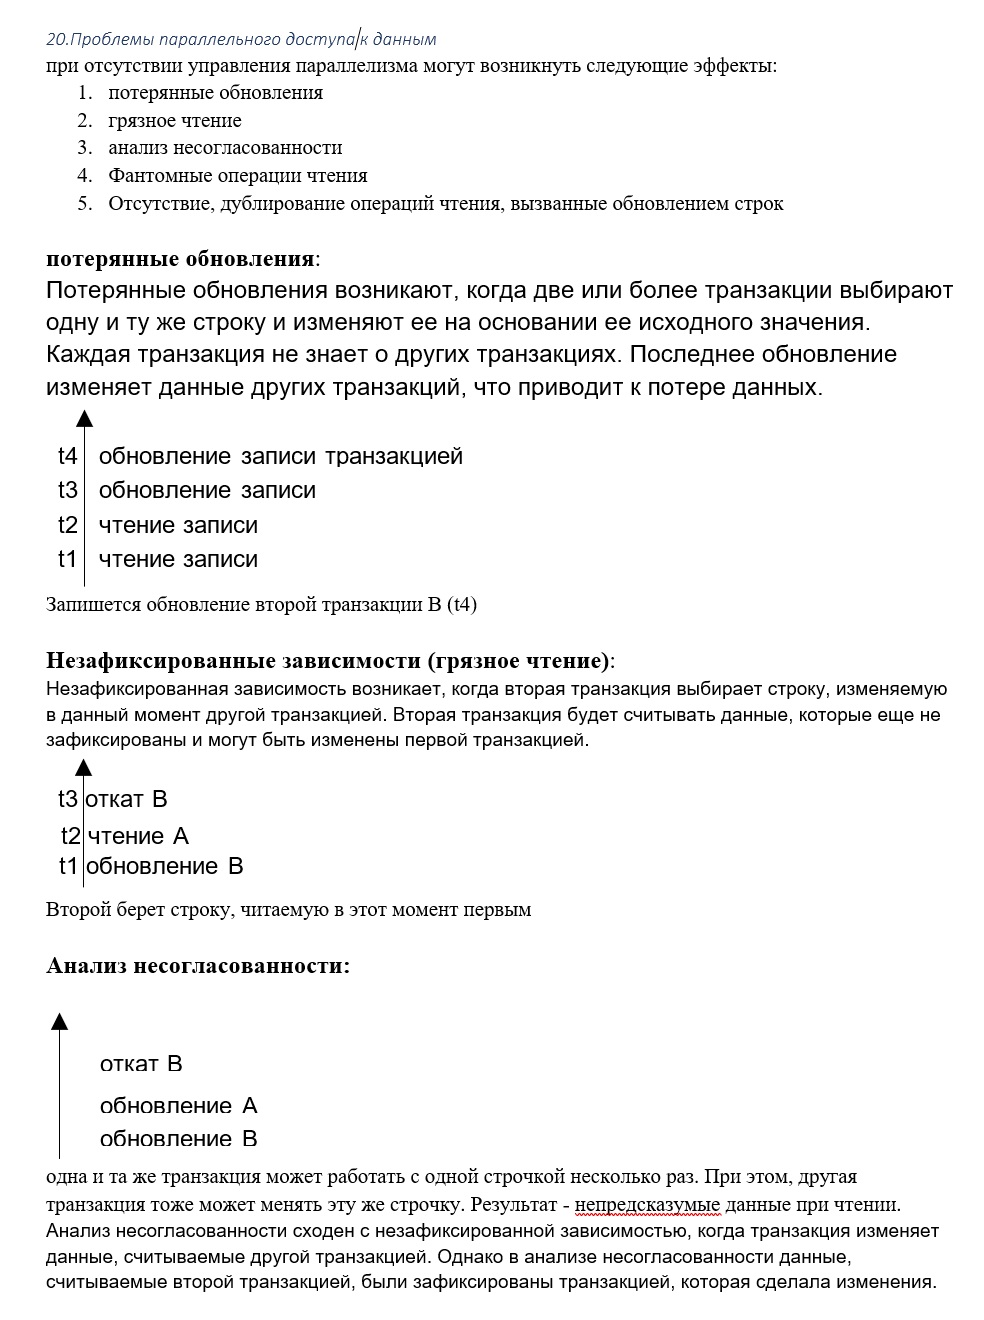 20.Проблемы параллельного доступа к данным
при отсутствии управления параллелизма могут возникнуть следующие эффекты:
1. потерянные обновления
2. грязное чтение
3. анализ несогласованности
4. Фантомные операции чтения
5. Отсутствие, дублирование операций чтения, вызванные обновлением строк
потерянные обновления:
Потерянные обновления возникают, когда две или более транзакции выбирают
одну и ту же строку и изменяют ее на основании ее исходного значения.
Каждая транзакция не знает о других транзакциях. Последнее обновление
изменяет данные других транзакций, что приводит к потере данных.
t4 обновление записи транзакцией
t3 обновление записи
t2 чтение записи
t1 чтение записи
Запишется обновление второй транзакции В (t4)
Незафиксированные зависимости (грязное чтение):
Незафиксированная зависимость возникает, когда вторая транзакция выбирает строку, изменяемую
в данный момент другой транзакцией. Вторая транзакция будет считывать данные, которые еще не
зафиксированы и могут быть изменены первой транзакцией.
t3 откат В
t2 чтение А
t1 обновление В
Второй берет строку, читаемую в этот момент первым
Анализ несогласованности:
откат В
обновление А
обновление В
одна и та же транзакция может работать с одной строчкой несколько раз. При этом, другая
транзакция тоже может менять эту же строчку. Результат - непредсказумые данные при чтении.
Анализ несогласованности сходен с незафиксированной зависимостью, когда транзакция изменяет
данные, считываемые другой транзакцией. Однако в анализе несогласованности данные,
считываемые второй транзакцией, были зафиксированы транзакцией, которая сделала изменения.